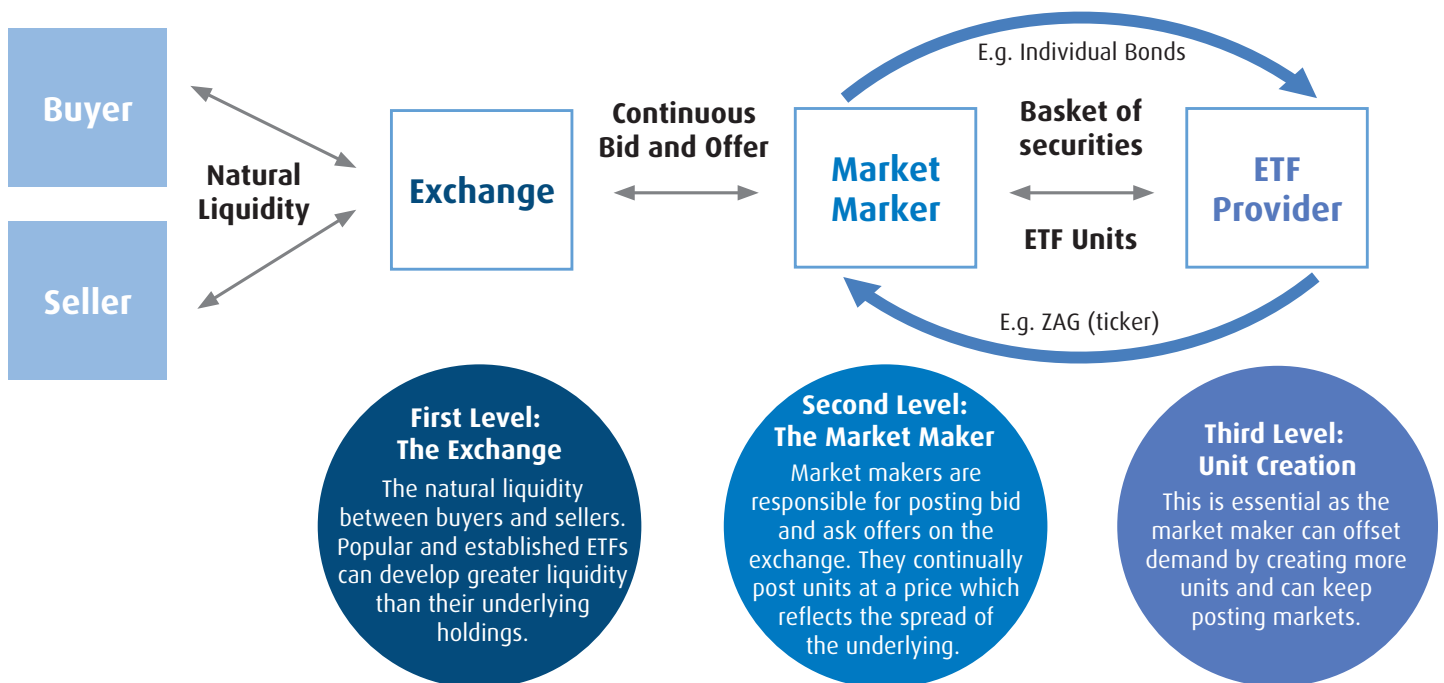 Buyer
Seller
Natural
Liquidity
Exchange
Continuous
Bid and Offer
Market
Marker
E.g. Individual Bonds
Basket of
securities
ETF Units
E.g. ZAG (ticker)
ETF
Provider
First Level:
The Exchange
The natural liquidity
between buyers and sellers.
Popular and established ETFs
can develop greater liquidity
than their underlying
holdings.
Second Level:
The Market Maker
Market makers are
responsible for posting bid
and ask offers on the
exchange. They continually
post units at a price which
reflects the spread of
the underlying.
Third Level:
Unit Creation
This is essential as the
market maker can offset
demand by creating more
units and can keep
posting markets.